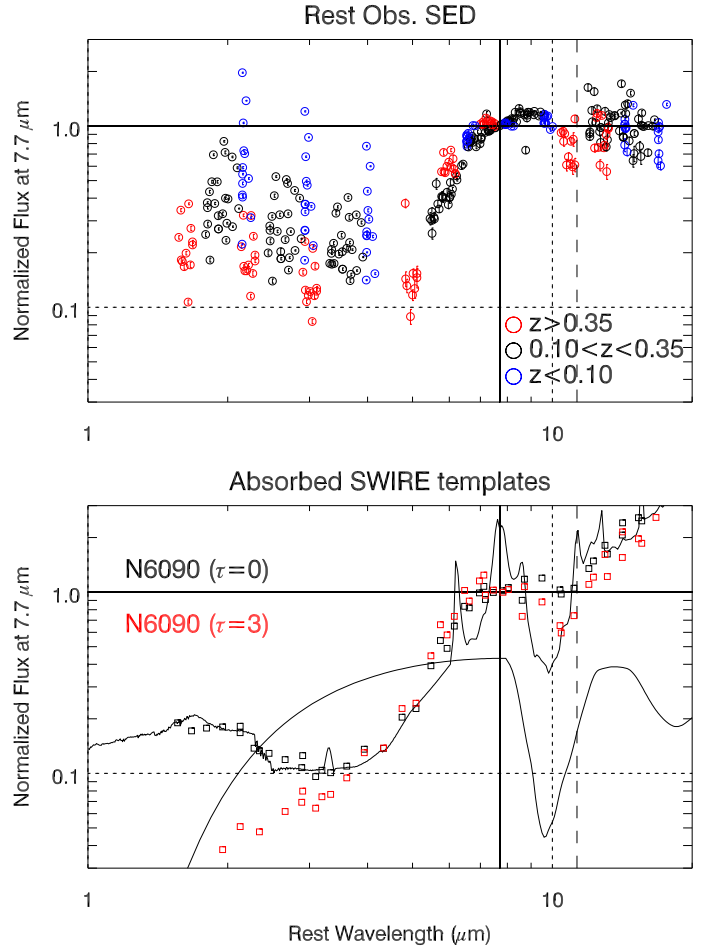 Rest Obs. SED
Normalized Flux at 7.7 μm
1.0
0.1
z>0.35
0.10<z<0.35
z<0.10
1
10
Absorbed SWIRE templates
Normalized Flux at 7.7 μm
N6090 (τ=0)
1.0
N6090 (τ=3)
0.1
1
10
Rest Wavelength (μm)